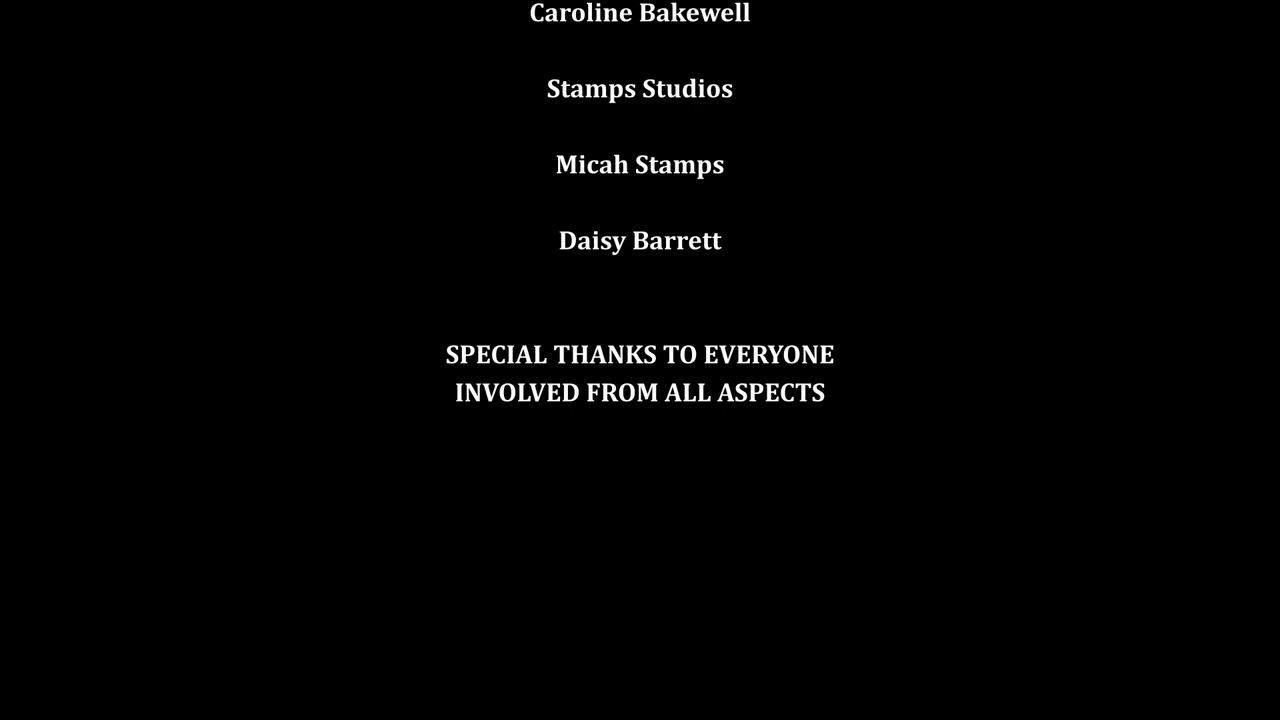 Caroline Bakewell
Stamps Studios
Micah Stamps
Daisy Barrett
SPECIAL THANKS TO EVERYONE
INVOLVED FROM ALL ASPECTS